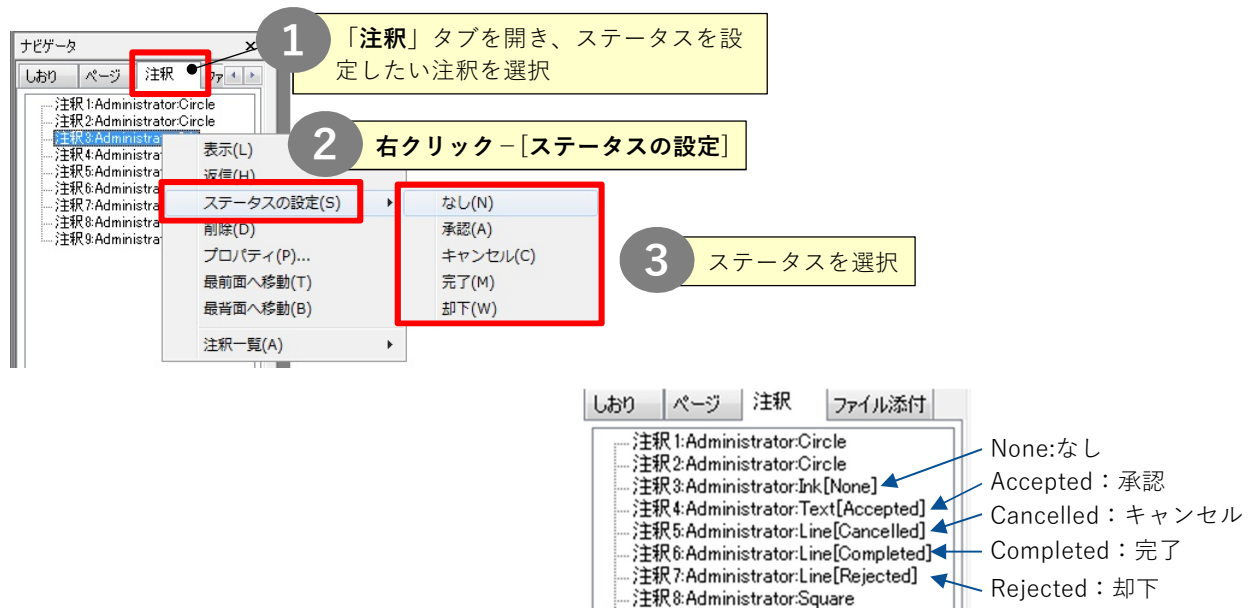 ナビゲータ
×
しおり ページ 注釈
1
「注釈」タブを開き、ステータスを設
定したい注釈を選択
注釈1:Administrator:Circle
注釈2:Administrator:Circle
注釈3:Administra
注釈4:Administra
注釈5:Administra
注釈6:Administra
注釈7:Administra
注釈8:Administra
注釈9:Administra
2
右クリック–[ステータスの設定]
表示(L)
返信(H)
ステータスの設定(S)
削除(D)
プロパティ(P)...
最前面へ移動(T)
最背面へ移動(B)
注釈一覧(A)
なし(N)
承認(A)
キャンセル(C)
完了(M)
却下(W)
3
ステータスを選択
しおり ページ 注釈 ファイル添付
注釈1:Administrator:Circle
注釈2:Administrator:Circle
注釈3:Administrator:Ink[None]
注釈4:Administrator:Text[Accepted]
注釈5:Administrator:Line[Cancelled]
注釈6:Administrator:Line[Completed]
注釈7:Administrator:Line[Rejected]
注釈8:Administrator:Square
None:なし
Accepted：承認
Cancelled：キャンセル
Completed：完了
Rejected：却下